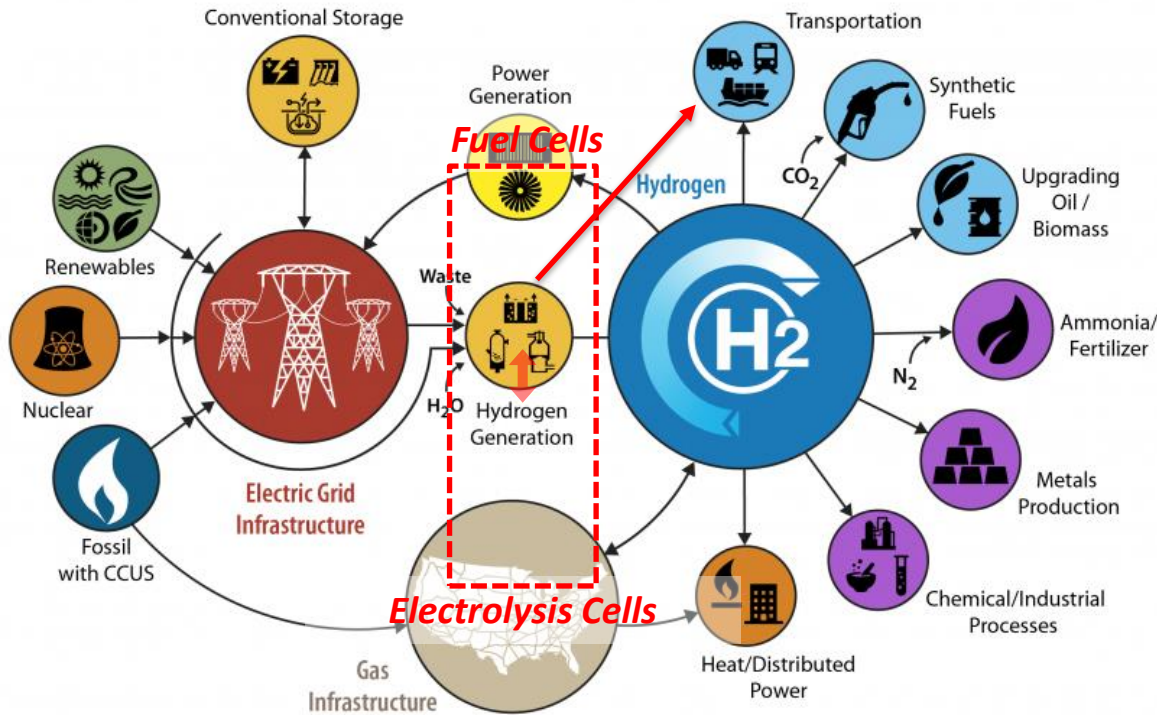 Conventional Storage
Transportation
Power
Generation
Synthetic
Fuels
Fuel Cells
Hydrogen
CO2
Upgrading
Oil /
Biomass
Renewables
Waste
H2
Ammonia/
Fertilizer
N2
Nuclear
H2O
Hydrogen
Generation
Metals
Production
Electric Grid
Infrastructure
Fossil
with CCUS
Electrolysis Cells
Chemical/Industrial
Processes
Gas
Infrastructure
Heat/Distributed
Power